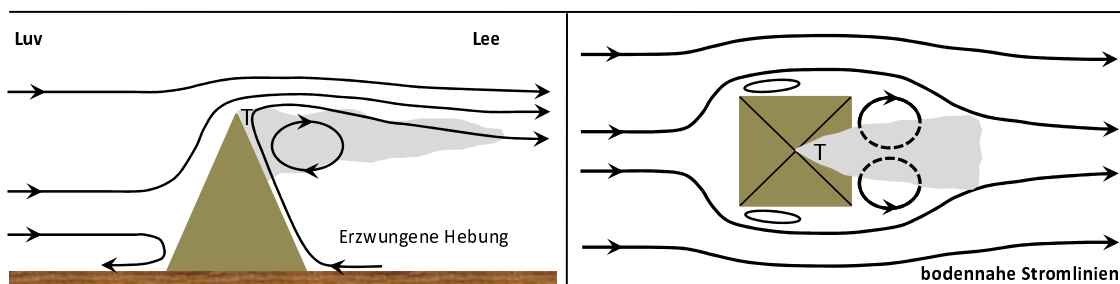 Luv
Lee
T
Erzwungene Hebung
T
bodennahe Stromlinien